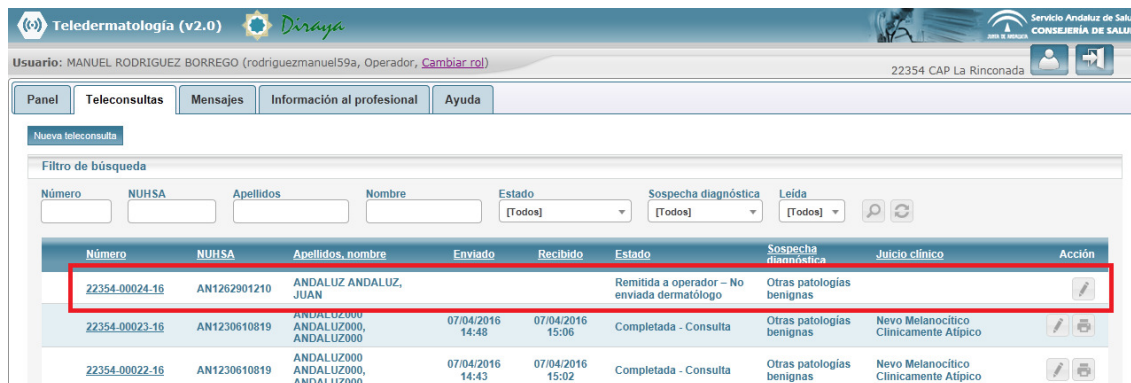 Teledermatología (v2.0)
Diraya
Servicio Andaluz de Salu
CONSEJERÍA DE SALU
JUNTA DE ANDALUCIA
Usuario: MANUEL RODRIGUEZ BORREGO (rodriguezmanuel59a, Operador, Cambiar rol)
22354 CAP La Rinconada
Panel Teleconsultas Mensajes Información al profesional Ayuda
Nueva teleconsulta
Filtro de búsqueda
Número NUHSA Apellidos Nombre Estado Sospecha diagnóstica Leída
[Todos] [Todos] [Todos]
Número NUHSA Apellidos, nombre Enviado Recibido Estado Sospecha diagnóstica Juicio clínico Acción
22354-00024-16 AN1262901210 ANDALUZ ANDALUZ, JUAN Remitida a operador – No enviada dermatólogo Otras patologías benignas
22354-00023-16 AN1230610819 ANDALUZ000 ANDALUZ000, ANDALUZ000 07/04/2016 14:48 07/04/2016 15:06 Completada - Consulta Otras patologías benignas Nevo Melanocítico Clinicamente Atípico
22354-00022-16 AN1230610819 ANDALUZ000 ANDALUZ000, ANDALUZ000 07/04/2016 14:43 07/04/2016 15:02 Completada - Consulta Otras patologías benignas Nevo Melanocítico Clinicamente Atípico